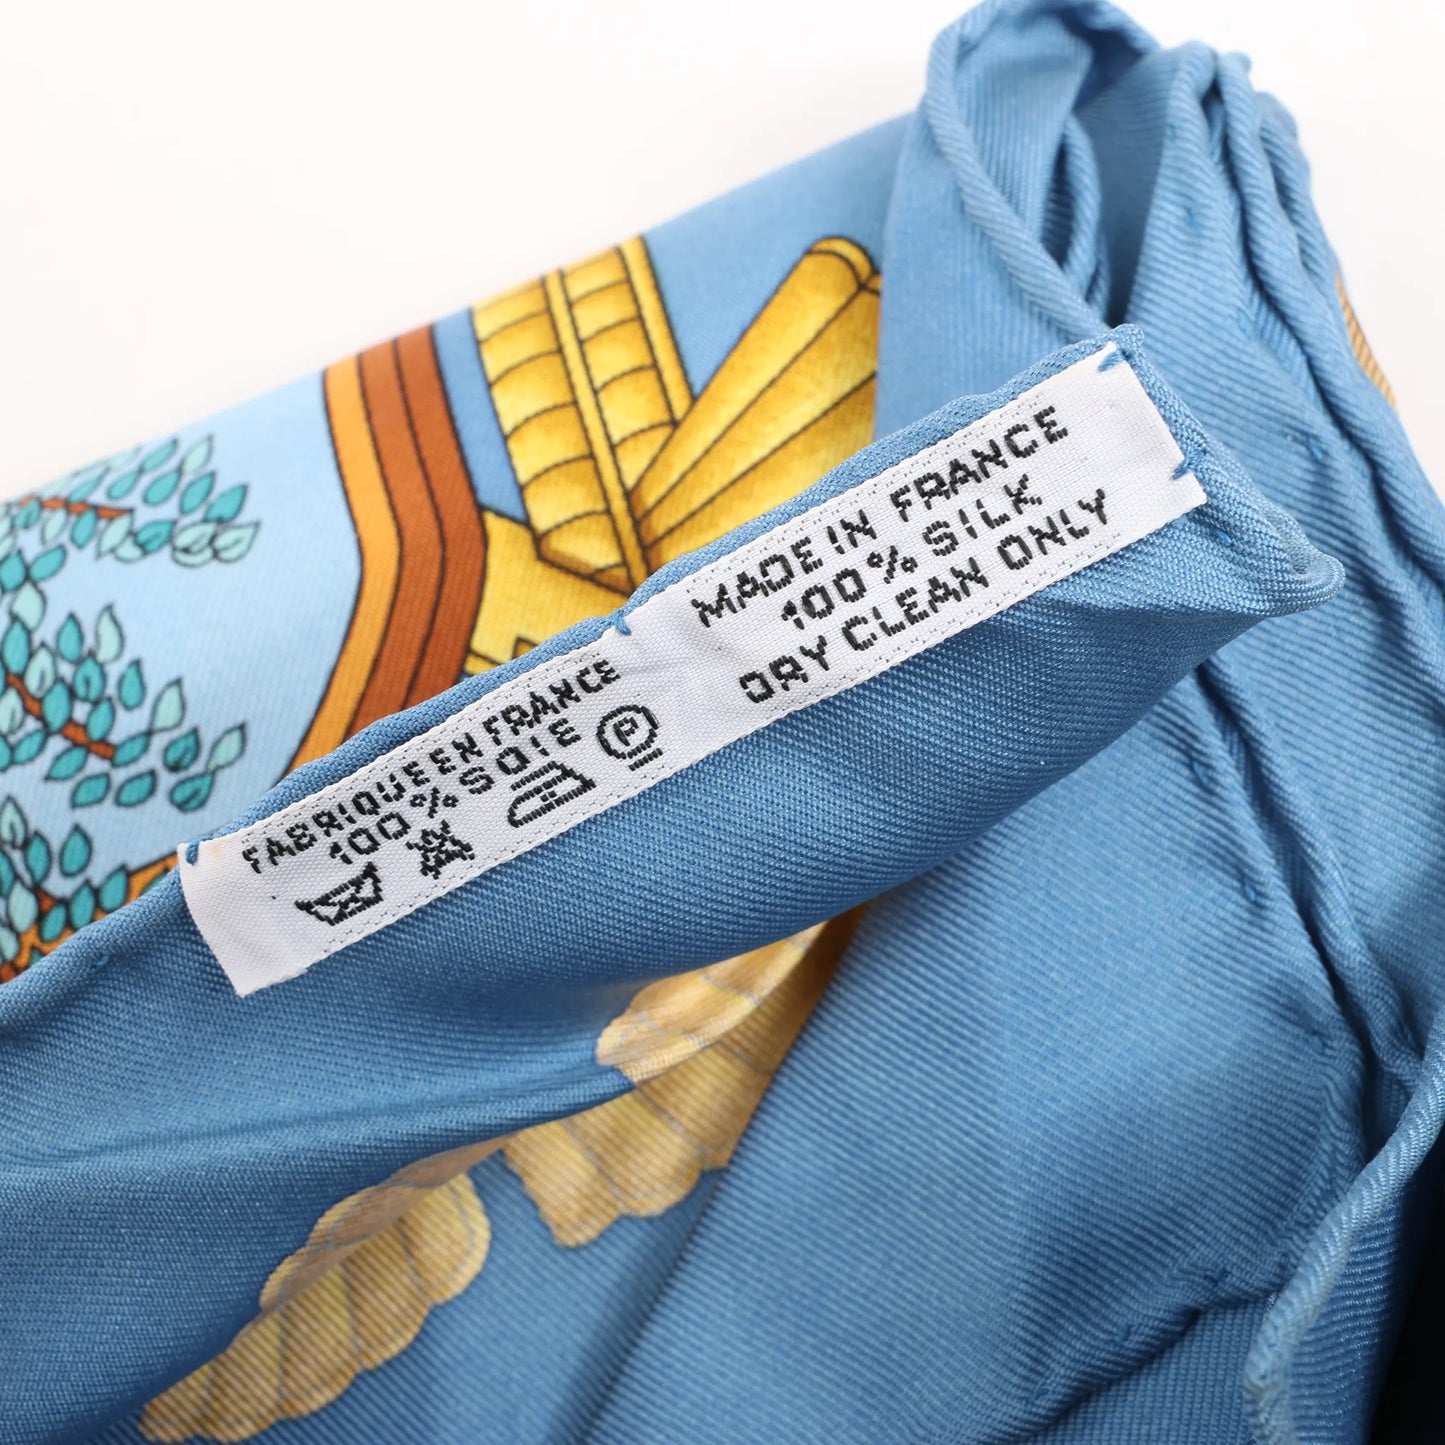 FABRIQUE EN FRANCE
100% SOIE
P
MADE IN FRANCE
100% SILK
DRY CLEAN ONLY